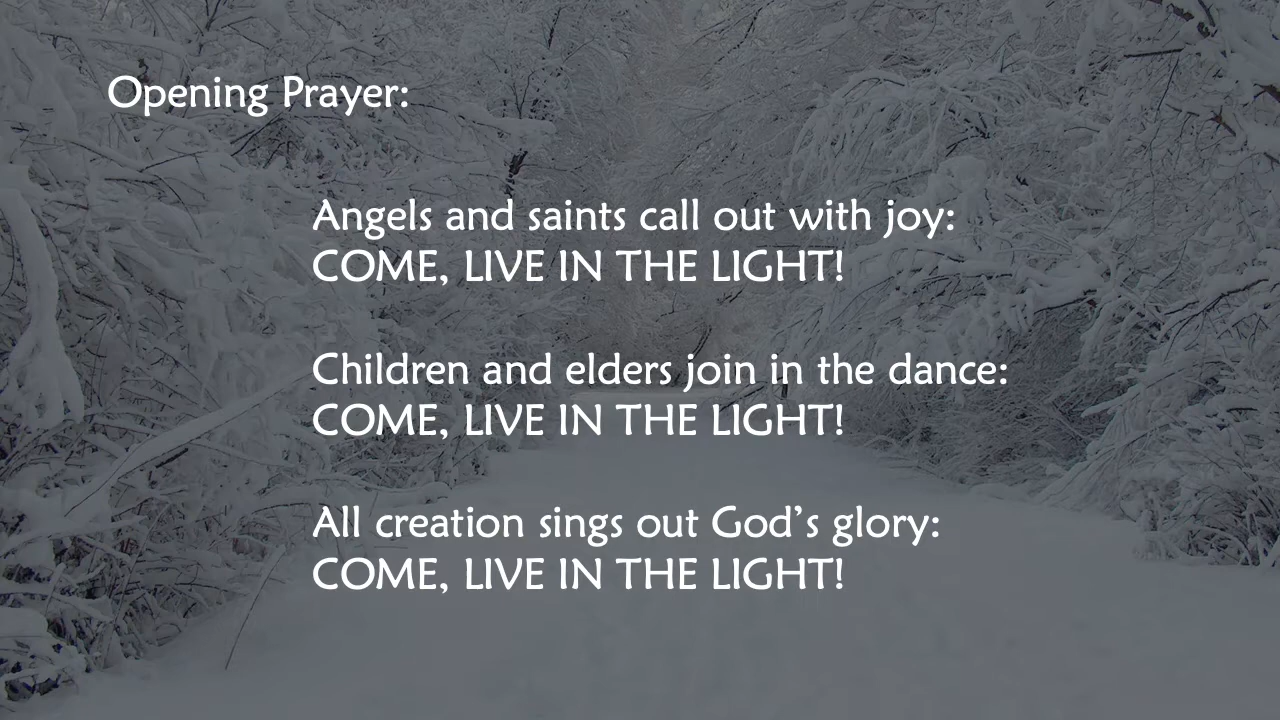 Opening Prayer:
Angels and saints call out with joy:
COME, LIVE IN THE LIGHT!
Children and elders join in the dance:
COME, LIVE IN THE LIGHT!
All creation sings out God’s glory:
COME, LIVE IN THE LIGHT!